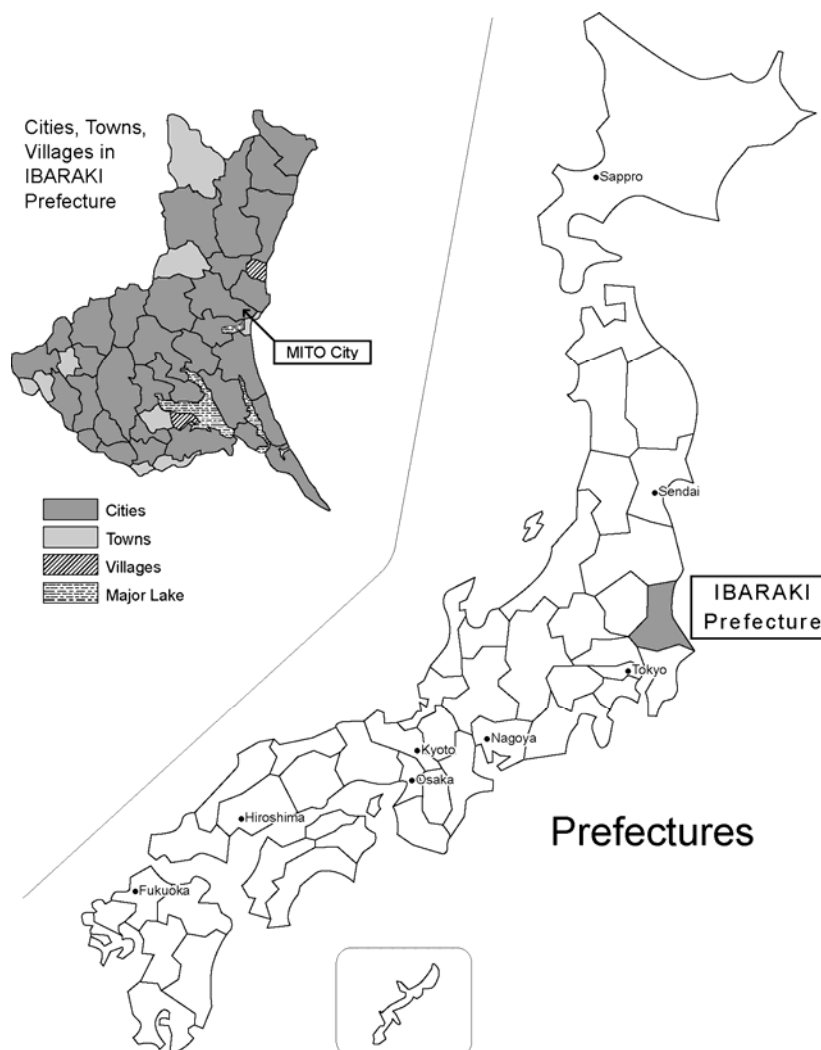 Cities, Towns,
Villages in
IBARAKI
Prefecture
MITO City
Cities
Towns
Villages
Major Lake
Sappro
Sendai
IBARAKI
Prefecture
Tokyo
Nagoya
Kyoto
Osaka
Hiroshima
Prefectures
Fukuoka